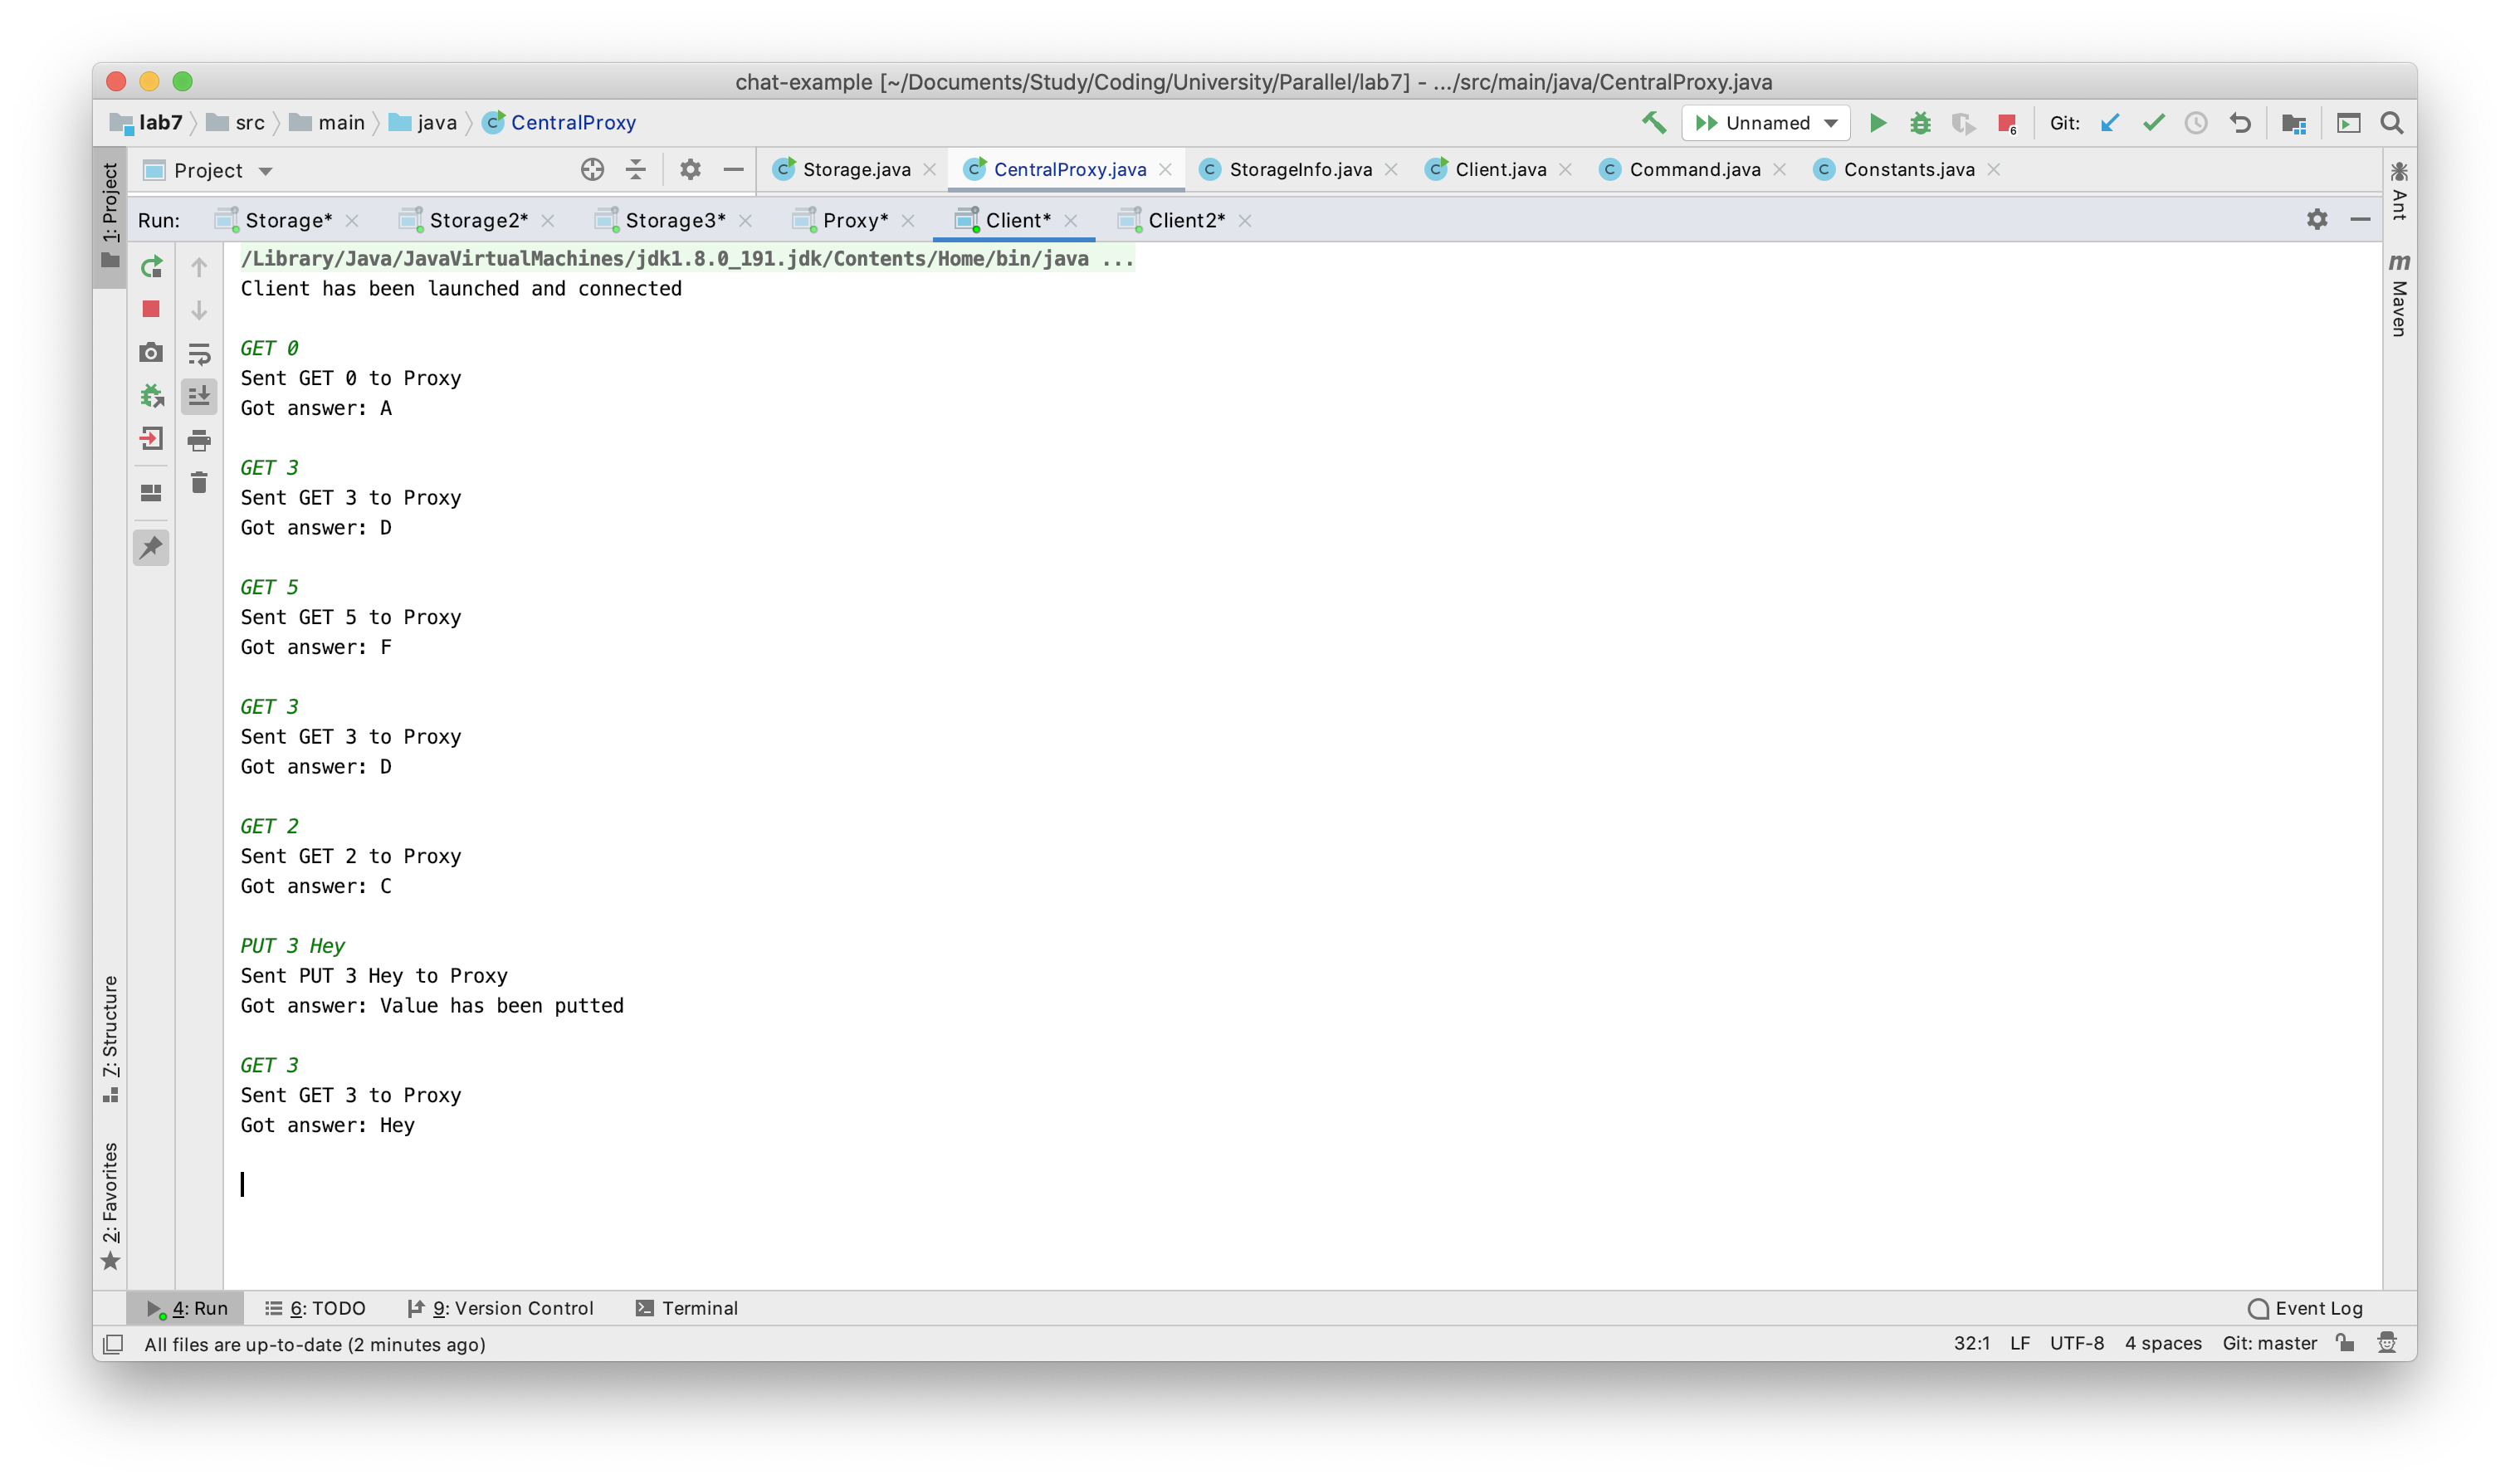 chat-example [~/Documents/Study/Coding/University/Parallel/lab7] - .../src/main/java/CentralProxy.java
lab7 src main java CentralProxy Unnamed 6 Git:
Project Storage.java CentralProxy.java StorageInfo.java Client.java Command.java Constants.java
Run: Storage* Storage2* Storage3* Proxy* Client* Client2*
/Library/Java/JavaVirtualMachines/jdk1.8.0_191.jdk/Contents/Home/bin/java ...
Client has been launched and connected
GET 0
Sent GET 0 to Proxy
Got answer: A
GET 3
Sent GET 3 to Proxy
Got answer: D
GET 5
Sent GET 5 to Proxy
Got answer: F
GET 3
Sent GET 3 to Proxy
Got answer: D
GET 2
Sent GET 2 to Proxy
Got answer: C
PUT 3 Hey
Sent PUT 3 Hey to Proxy
Got answer: Value has been putted
GET 3
Sent GET 3 to Proxy
Got answer: Hey
1: Project
7: Structure
2: Favorites
Ant
m Maven
4: Run 6: TODO 9: Version Control Terminal Event Log
All files are up-to-date (2 minutes ago) 32:1 LF UTF-8 4 spaces Git: master